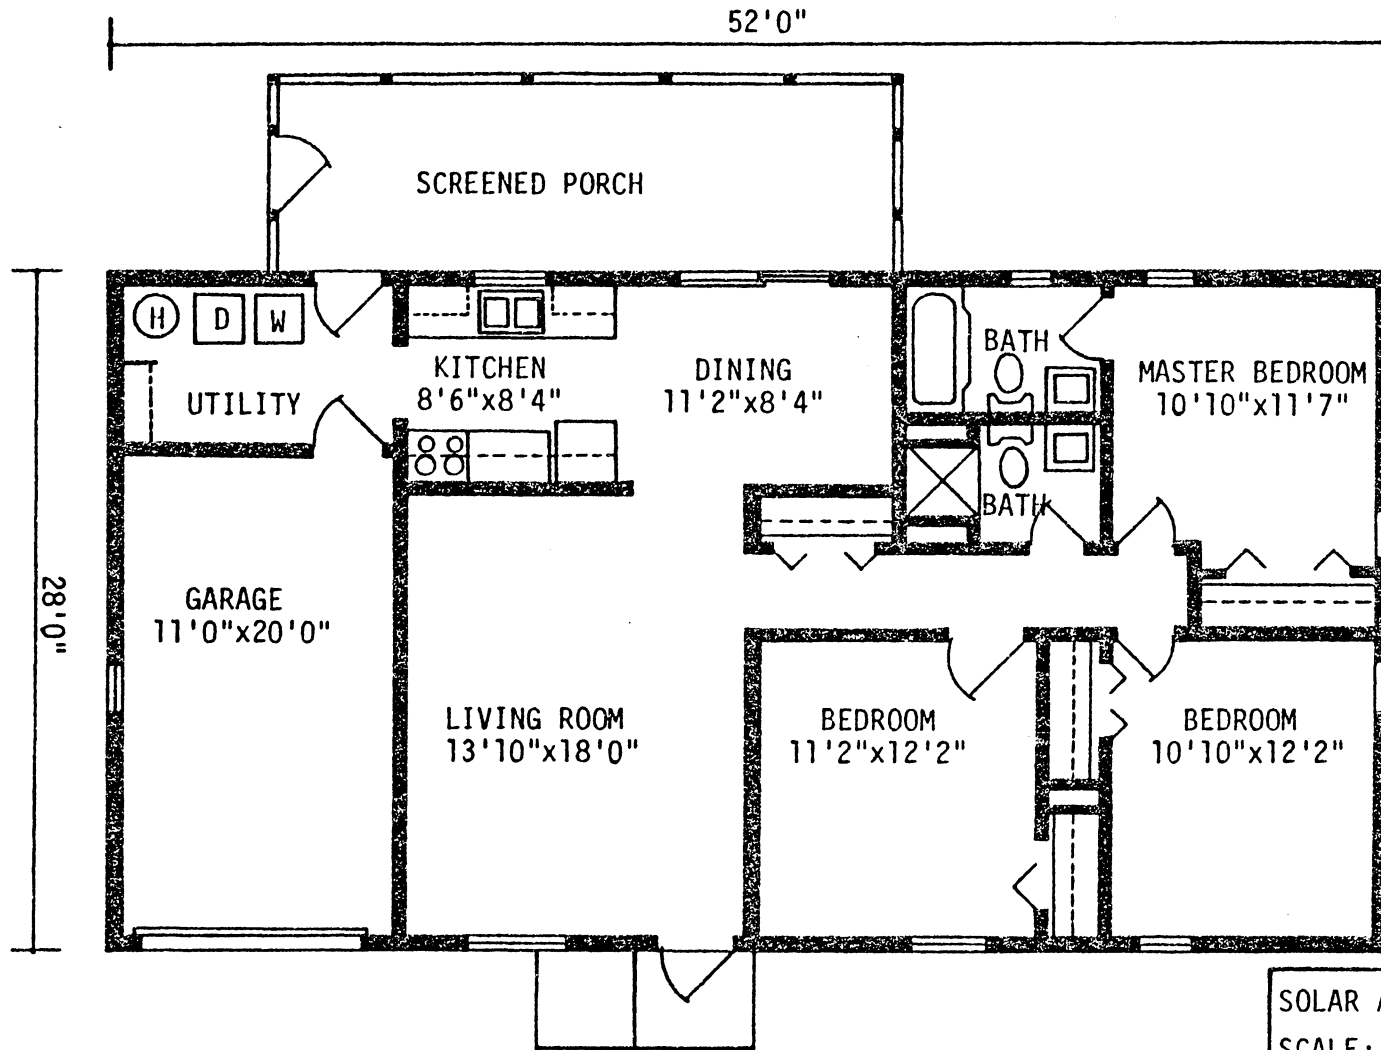 52'0"
SCREENED PORCH
H
D
W
UTILITY
KITCHEN
8'6"x8'4"
DINING
11'2"x8'4"
BATH
MASTER BEDROOM
10'10"x11'7"
BATH
28'0"
GARAGE
11'0"x20'0"
LIVING ROOM
13'10"x18'0"
BEDROOM
11'2"x12'2"
BEDROOM
10'10"x12'2"
SOLAR A
SCALE: